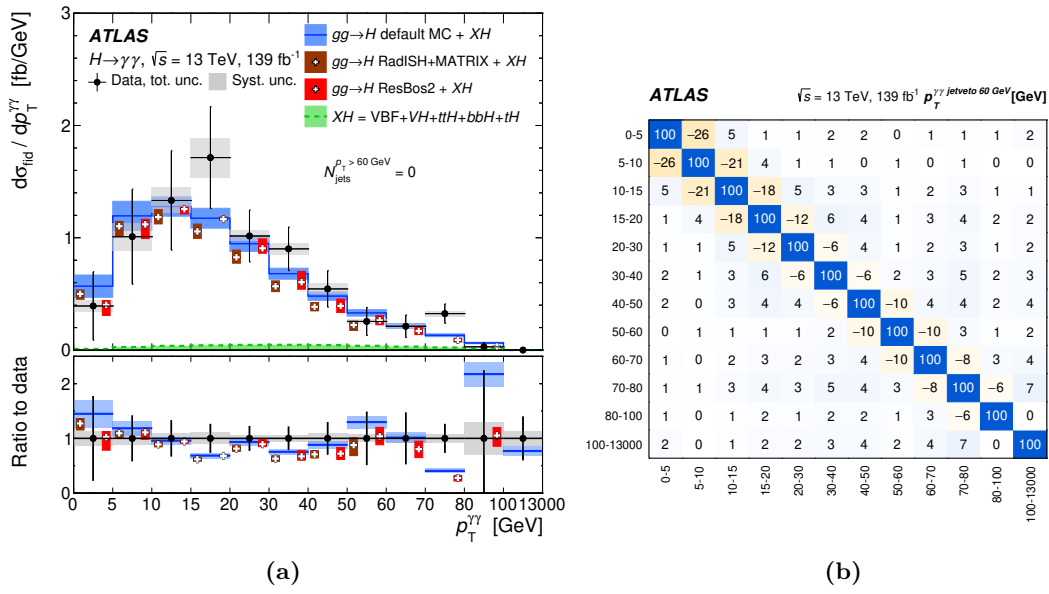 ATLAS
H→γγ, √s = 13 TeV, 139 fb⁻¹
Data, tot. unc. Syst. unc.
gg→H default MC + XH
gg→H RadISH+MATRIX + XH
gg→H ResBos2 + XH
XH = VBF+VH+ttH+bbH+tH
N_jets^{p_T > 60 GeV} = 0
dσ_fid / dp_T^γγ [fb/GeV]
3
2
1
0
Ratio to data
2
1
0
0 5 10 15 20 30 40 50 60 70 80 100 13000
p_T^γγ [GeV]
(a)
ATLAS √s = 13 TeV, 139 fb⁻¹ p_T^{γγ jetveto 60 GeV}[GeV]
0-5 100 −26 5 1 1 2 2 0 1 1 1 2
5-10 −26 100 −21 4 1 1 0 1 0 1 0 0
10-15 5 −21 100 −18 5 3 3 1 2 3 1 1
15-20 1 4 −18 100 −12 6 4 1 3 4 2 2
20-30 1 1 5 −12 100 −6 4 1 2 3 1 2
30-40 2 1 3 6 −6 100 −6 2 3 5 2 3
40-50 2 0 3 4 4 −6 100 −10 4 4 2 4
50-60 0 1 1 1 1 2 −10 100 −10 3 1 2
60-70 1 0 2 3 2 3 4 −10 100 −8 3 4
70-80 1 1 3 4 3 5 4 3 −8 100 −6 7
80-100 1 0 1 2 1 2 2 1 3 −6 100 0
100-13000 2 0 1 2 2 3 4 2 4 7 0 100
0-5 5-10 10-15 15-20 20-30 30-40 40-50 50-60 60-70 70-80 80-100 100-13000
(b)